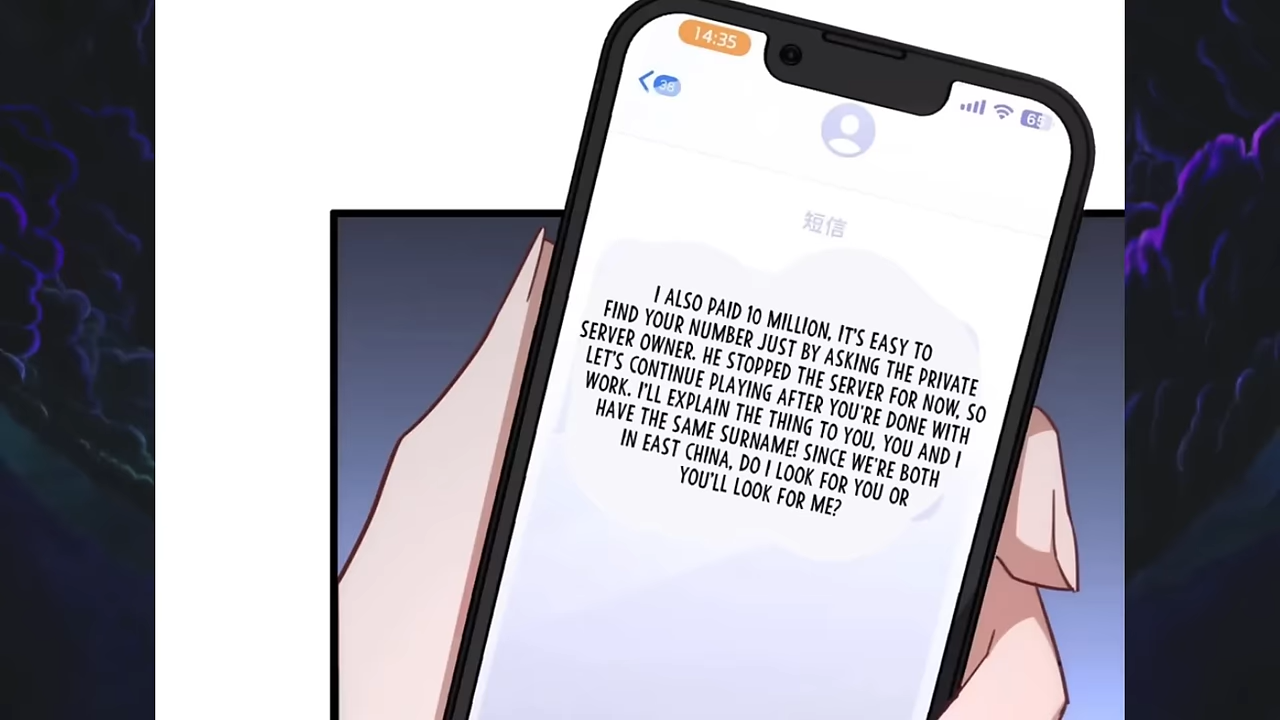 14:35
36
65
短信
I ALSO PAID 10 MILLION, IT'S EASY TO
FIND YOUR NUMBER JUST BY ASKING THE PRIVATE
SERVER OWNER. HE STOPPED THE SERVER FOR NOW, SO
LET'S CONTINUE PLAYING AFTER YOU'RE DONE WITH
WORK. I'LL EXPLAIN THE THING TO YOU, YOU AND I
HAVE THE SAME SURNAME! SINCE WE'RE BOTH
IN EAST CHINA, DO I LOOK FOR YOU OR
YOU'LL LOOK FOR ME?